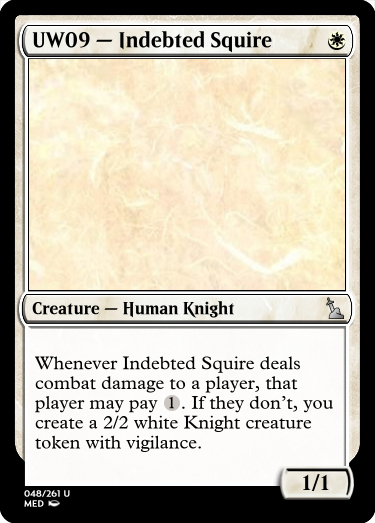 UW09 — Indebted Squire
Creature — Human Knight
Whenever Indebted Squire deals
combat damage to a player, that
player may pay 1. If they don't, you
create a 2/2 white Knight creature
token with vigilance.
1/1
048/261 U
MED